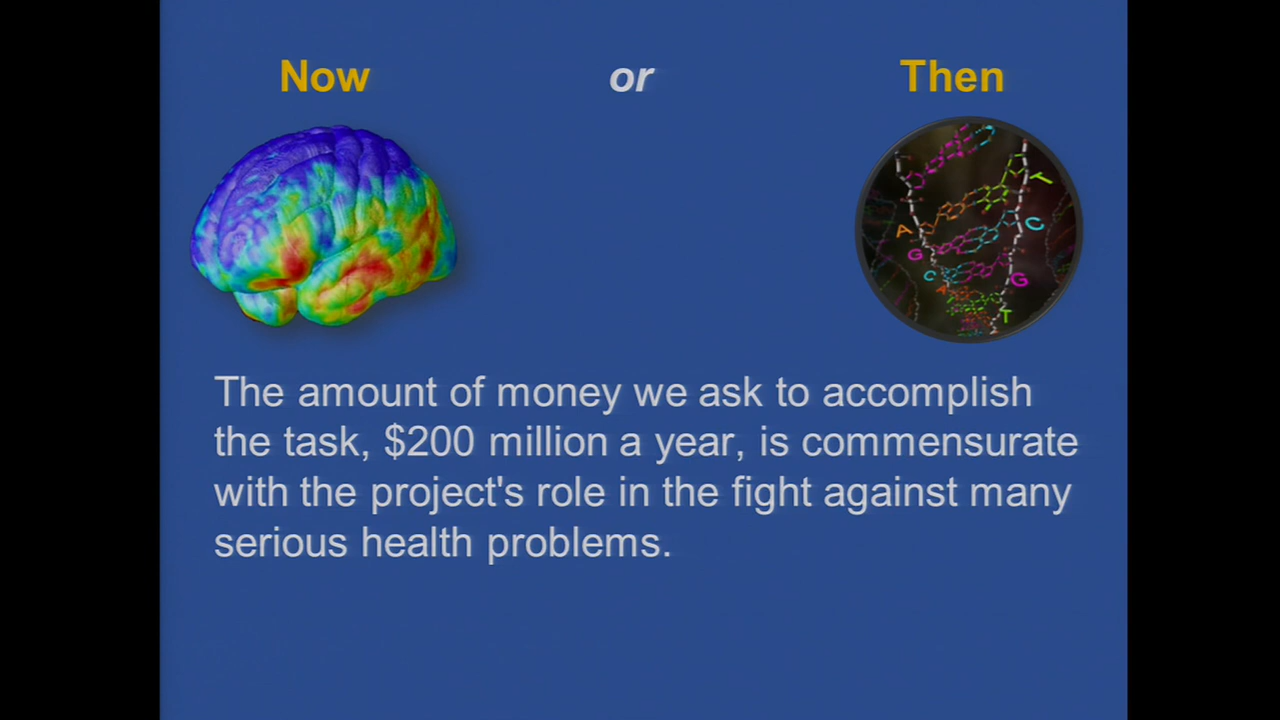 Now or Then
T
A
C
G
C
G
A
T
The amount of money we ask to accomplish
the task, $200 million a year, is commensurate
with the project's role in the fight against many
serious health problems.